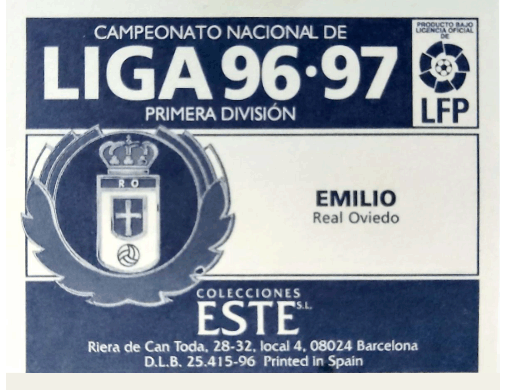 CAMPEONATO NACIONAL DE
LIGA 96·97
PRIMERA DIVISIÓN
PRODUCTO BAJO
LICENCIA OFICIAL
DE
LFP
R O
EMILIO
Real Oviedo
COLECCIONES
ESTE S.L.
Riera de Can Toda, 28-32, local 4, 08024 Barcelona
D.L.B. 25.415-96 Printed in Spain